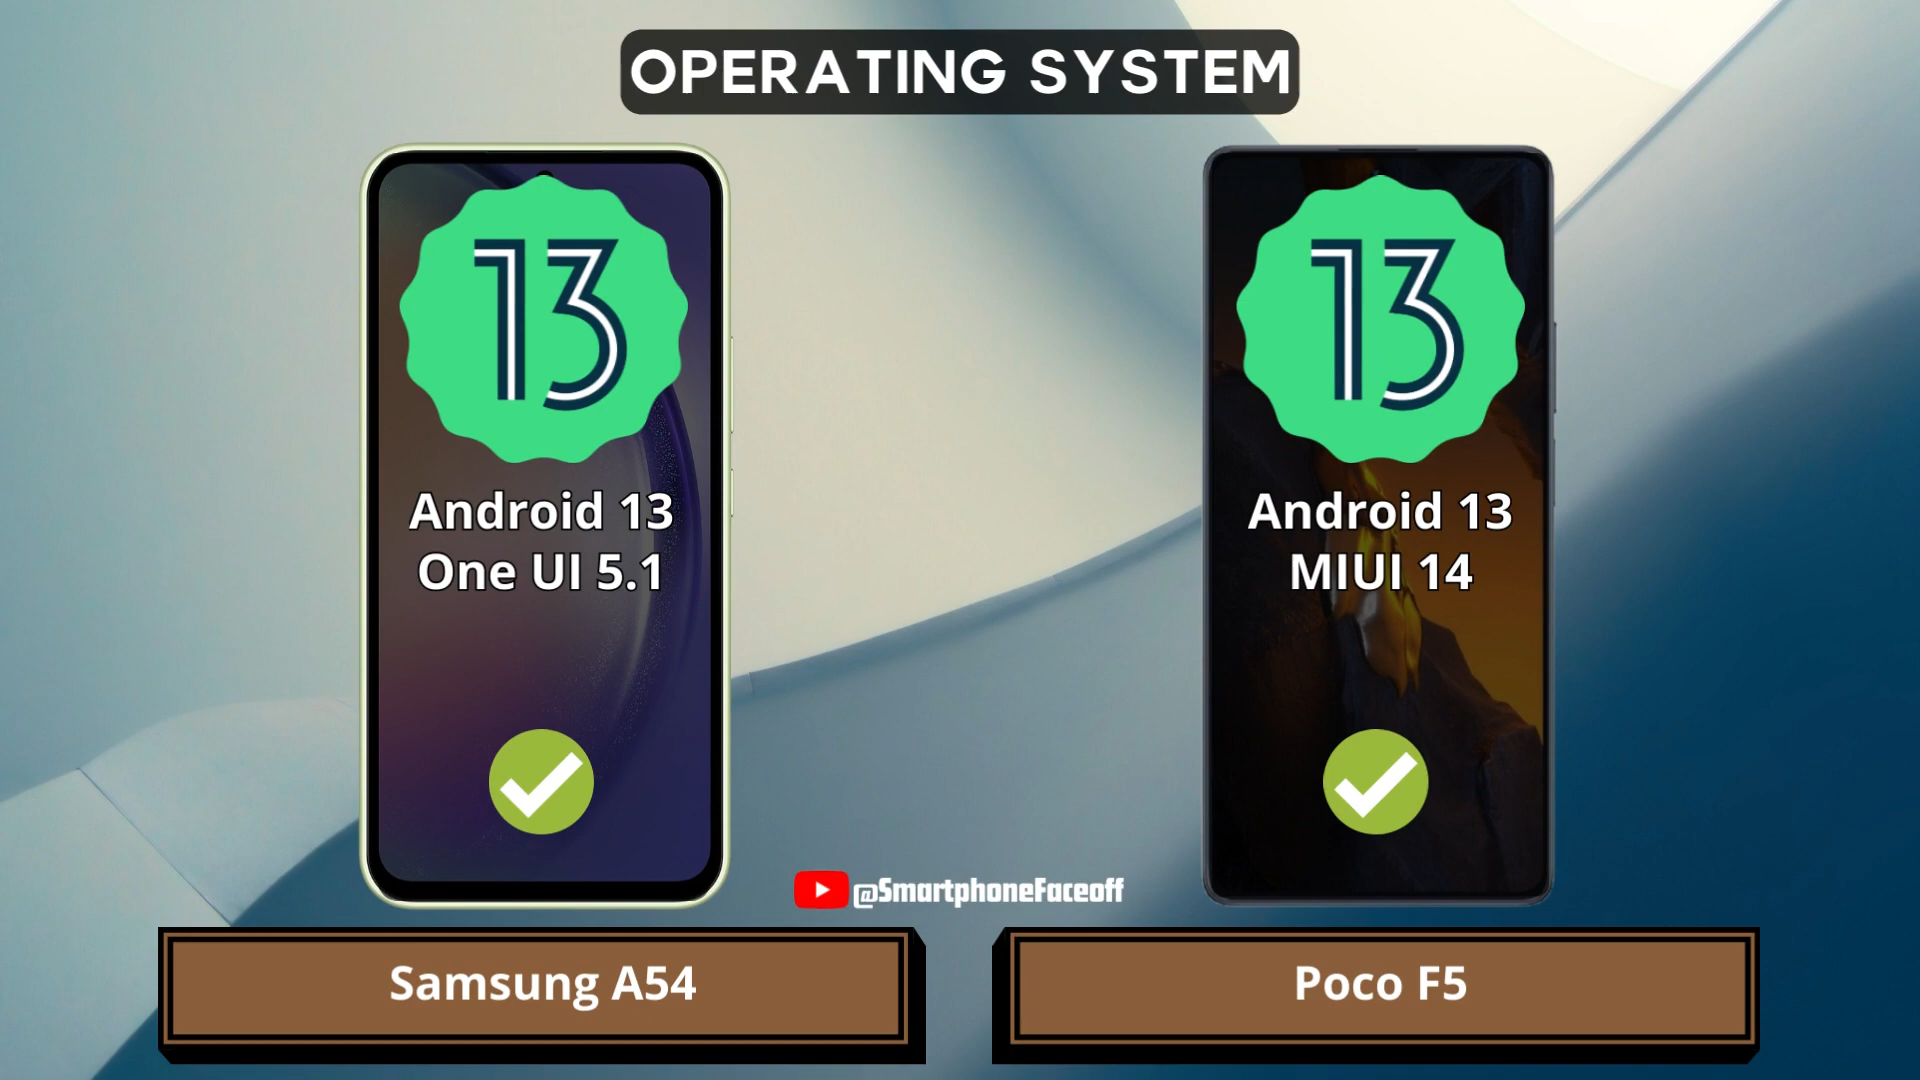 OPERATING SYSTEM
13
Android 13
One UI 5.1
13
Android 13
MIUI 14
@SmartphoneFaceoff
Samsung A54
Poco F5